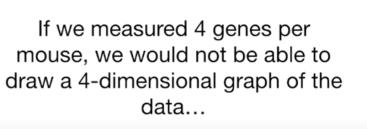 If we measured 4 genes per
mouse, we would not be able to
draw a 4-dimensional graph of the
data…